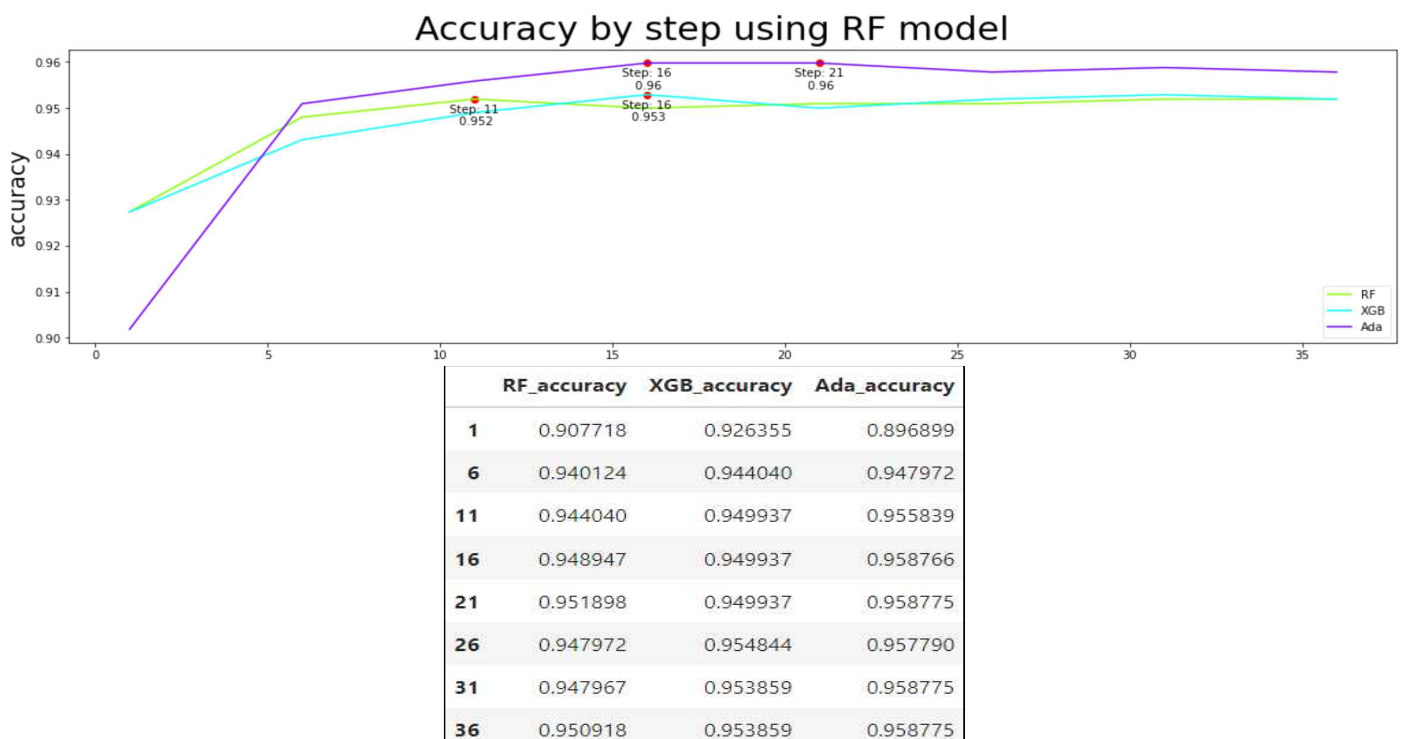 Accuracy by step using RF model
accuracy
0.96
0.95
0.94
0.93
0.92
0.91
0.90
Step: 16
0.96
Step: 21
0.96
Step: 11
0.952
Step: 16
0.953
RF
XGB
Ada
0 5 10 15 20 25 30 35
RF_accuracy XGB_accuracy Ada_accuracy
1 0.907718 0.926355 0.896899
6 0.940124 0.944040 0.947972
11 0.944040 0.949937 0.955839
16 0.948947 0.949937 0.958766
21 0.951898 0.949937 0.958775
26 0.947972 0.954844 0.957790
31 0.947967 0.953859 0.958775
36 0.950918 0.953859 0.958775